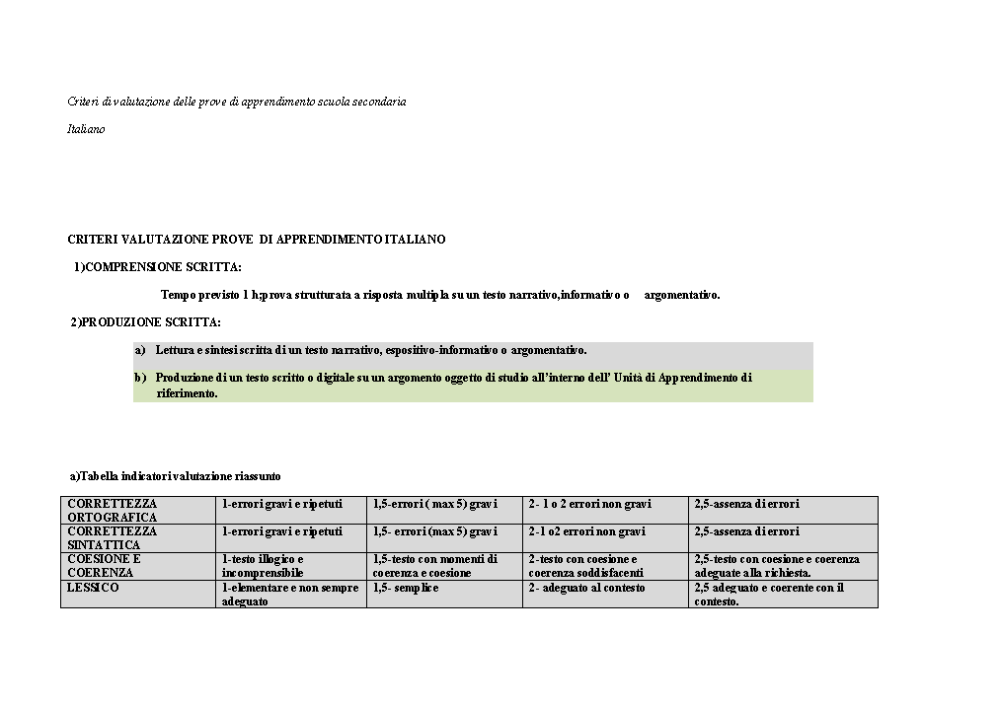 Criteri di valutazione delle prove di apprendimento scuola secondaria
Italiano
CRITERI VALUTAZIONE PROVE DI APPRENDIMENTO ITALIANO
1)COMPRENSIONE SCRITTA:
Tempo previsto 1 h;prova strutturata a risposta multipla su un testo narrativo,informativo o argomentativo.
2)PRODUZIONE SCRITTA:
a) Lettura e sintesi scritta di un testo narrativo, espositivo-informativo o argomentativo.
b) Produzione di un testo scritto o digitale su un argomento oggetto di studio all’interno dell’ Unità di Apprendimento di
riferimento.
a)Tabella indicatori valutazione riassunto
CORRETTEZZA ORTOGRAFICA 1-errori gravi e ripetuti 1,5-errori ( max 5) gravi 2- 1 o 2 errori non gravi 2,5-assenza di errori
CORRETTEZZA SINTATTICA 1-errori gravi e ripetuti 1,5- errori (max 5) gravi 2-1 o2 errori non gravi 2,5-assenza di errori
COESIONE E COERENZA 1-testo illogico e incomprensibile 1,5-testo con momenti di coerenza e coesione 2-testo con coesione e coerenza soddisfacenti 2,5-testo con coesione e coerenza adeguate alla richiesta.
LESSICO 1-elementare e non sempre adeguato 1,5- semplice 2- adeguato al contesto 2,5 adeguato e coerente con il contesto.